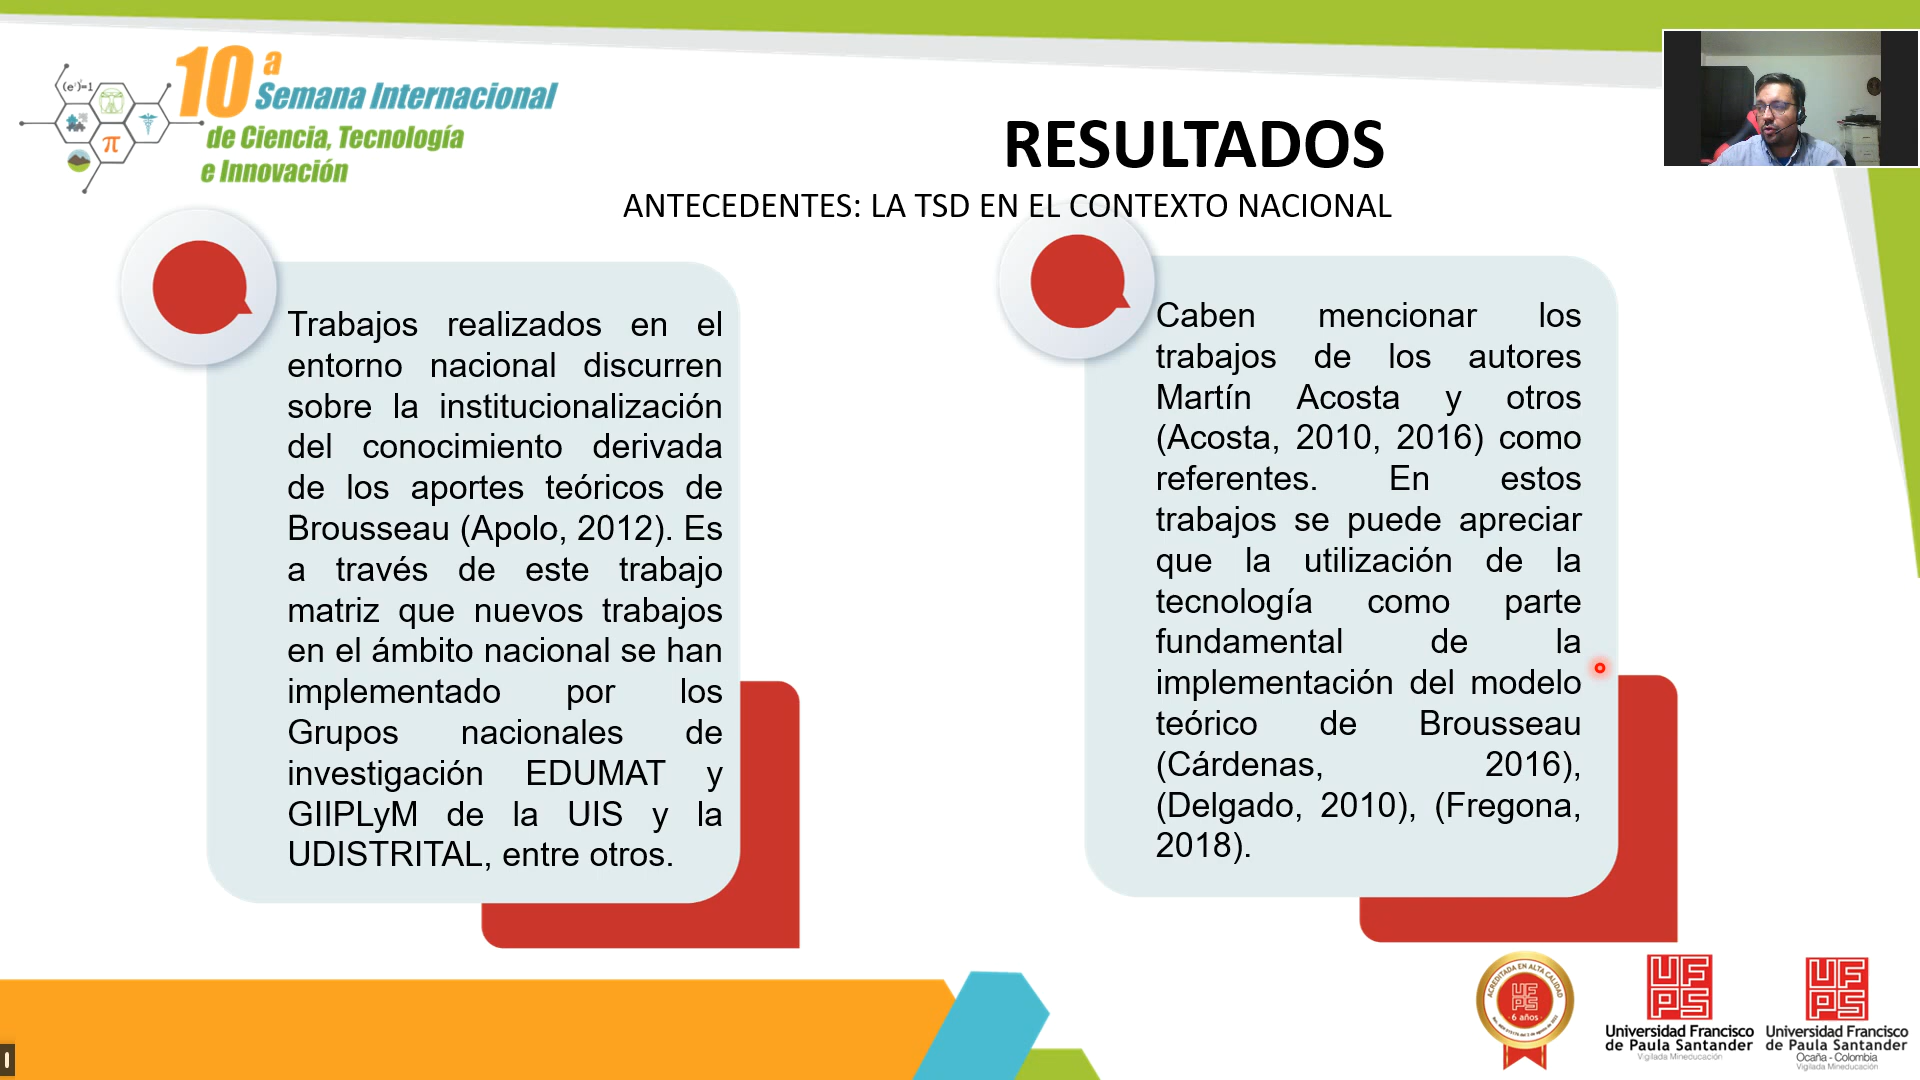 (eⁱ)=1
π
10ª
Semana Internacional
de Ciencia, Tecnología
e Innovación
RESULTADOS
ANTECEDENTES: LA TSD EN EL CONTEXTO NACIONAL
Trabajos realizados en el
entorno nacional discurren
sobre la institucionalización
del conocimiento derivada
de los aportes teóricos de
Brousseau (Apolo, 2012). Es
a través de este trabajo
matriz que nuevos trabajos
en el ámbito nacional se han
implementado por los
Grupos nacionales de
investigación EDUMAT y
GIIPLyM de la UIS y la
UDISTRITAL, entre otros.
Caben mencionar los
trabajos de los autores
Martín Acosta y otros
(Acosta, 2010, 2016) como
referentes. En estos
trabajos se puede apreciar
que la utilización de la
tecnología como parte
fundamental de la
implementación del modelo
teórico de Brousseau
(Cárdenas, 2016),
(Delgado, 2010), (Fregona,
2018).
ACREDITADA EN ALTA CALIDAD
UFPS
6 años
UFPS
Universidad Francisco
de Paula Santander
Vigilada Mineducación
UFPS
Universidad Francisco
de Paula Santander
Ocaña - Colombia
Vigilada Mineducación